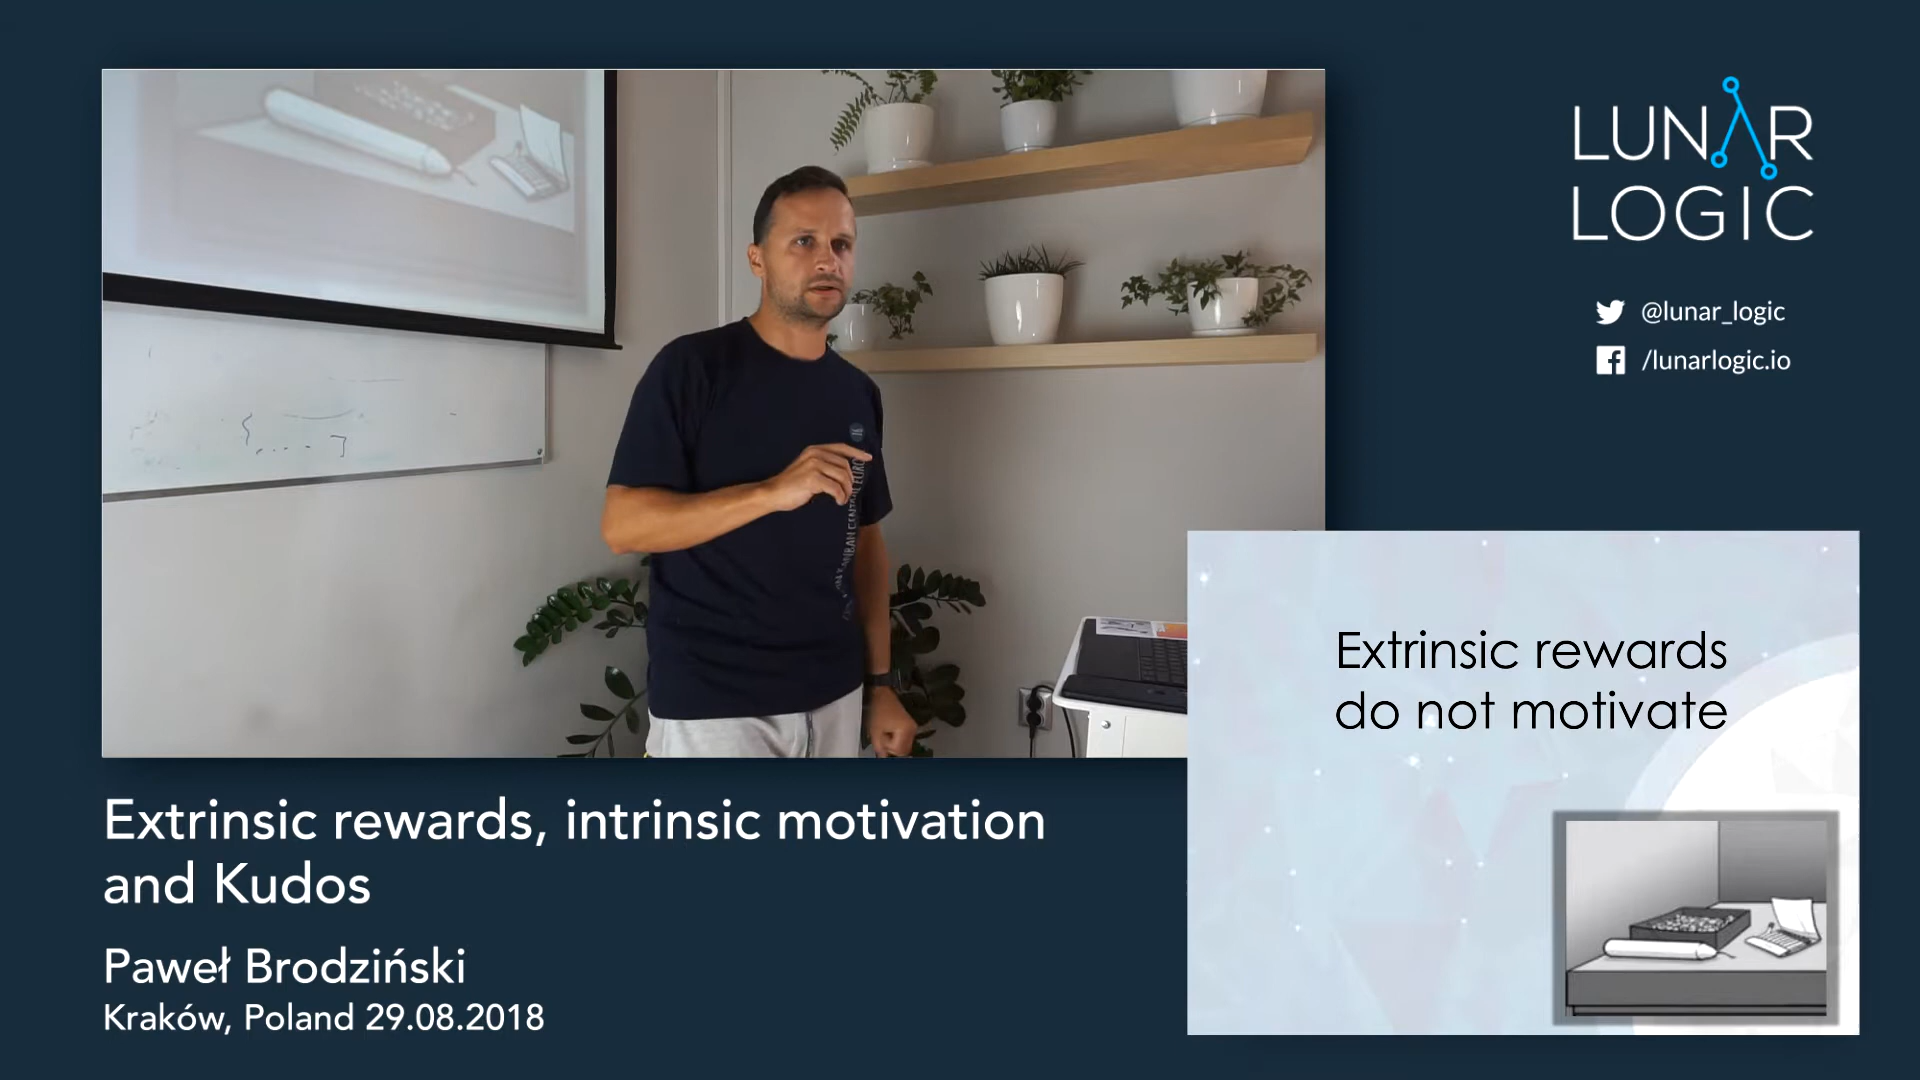 LUNAR
LOGIC
@lunar_logic
/lunarlogic.io
Extrinsic rewards
do not motivate
Extrinsic rewards, intrinsic motivation
and Kudos
Paweł Brodziński
Kraków, Poland 29.08.2018